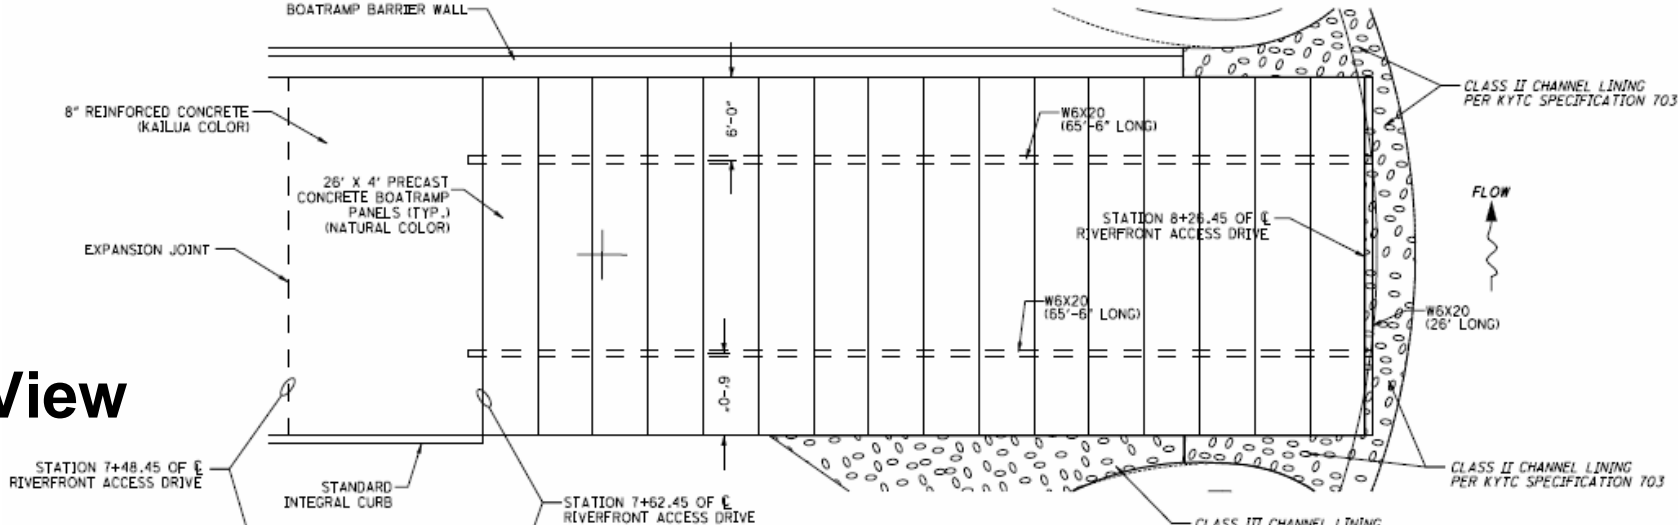 BOATRAMP BARRIER WALL
8" REINFORCED CONCRETE
(KAILUA COLOR)
26' X 4' PRECAST
CONCRETE BOATRAMP
PANELS (TYP.)
(NATURAL COLOR)
EXPANSION JOINT
6'-0"
W6X20
(65'-6" LONG)
CLASS II CHANNEL LINING
PER KYTC SPECIFICATION 703
FLOW
STATION 8+26.45 OF ℄
RIVERFRONT ACCESS DRIVE
W6X20
(65'-6" LONG)
W6X20
(26' LONG)
View
6'-0"
STATION 7+48.45 OF ℄
RIVERFRONT ACCESS DRIVE
STANDARD
INTEGRAL CURB
STATION 7+62.45 OF ℄
RIVERFRONT ACCESS DRIVE
CLASS II CHANNEL LINING
PER KYTC SPECIFICATION 703
CLASS III CHANNEL LINING